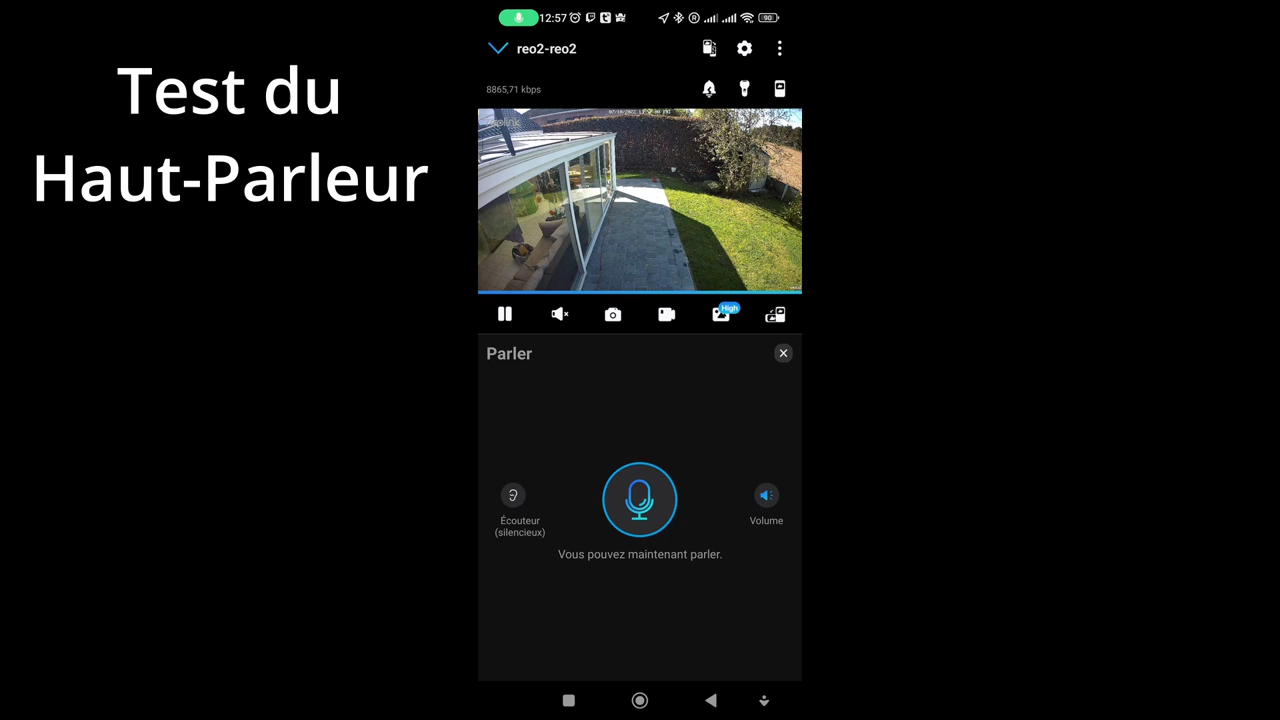 Test du
Haut-Parleur
12:57
90
reo2-reo2
8865,71 kbps
High
Parler
Écouteur
(silencieux)
Volume
Vous pouvez maintenant parler.